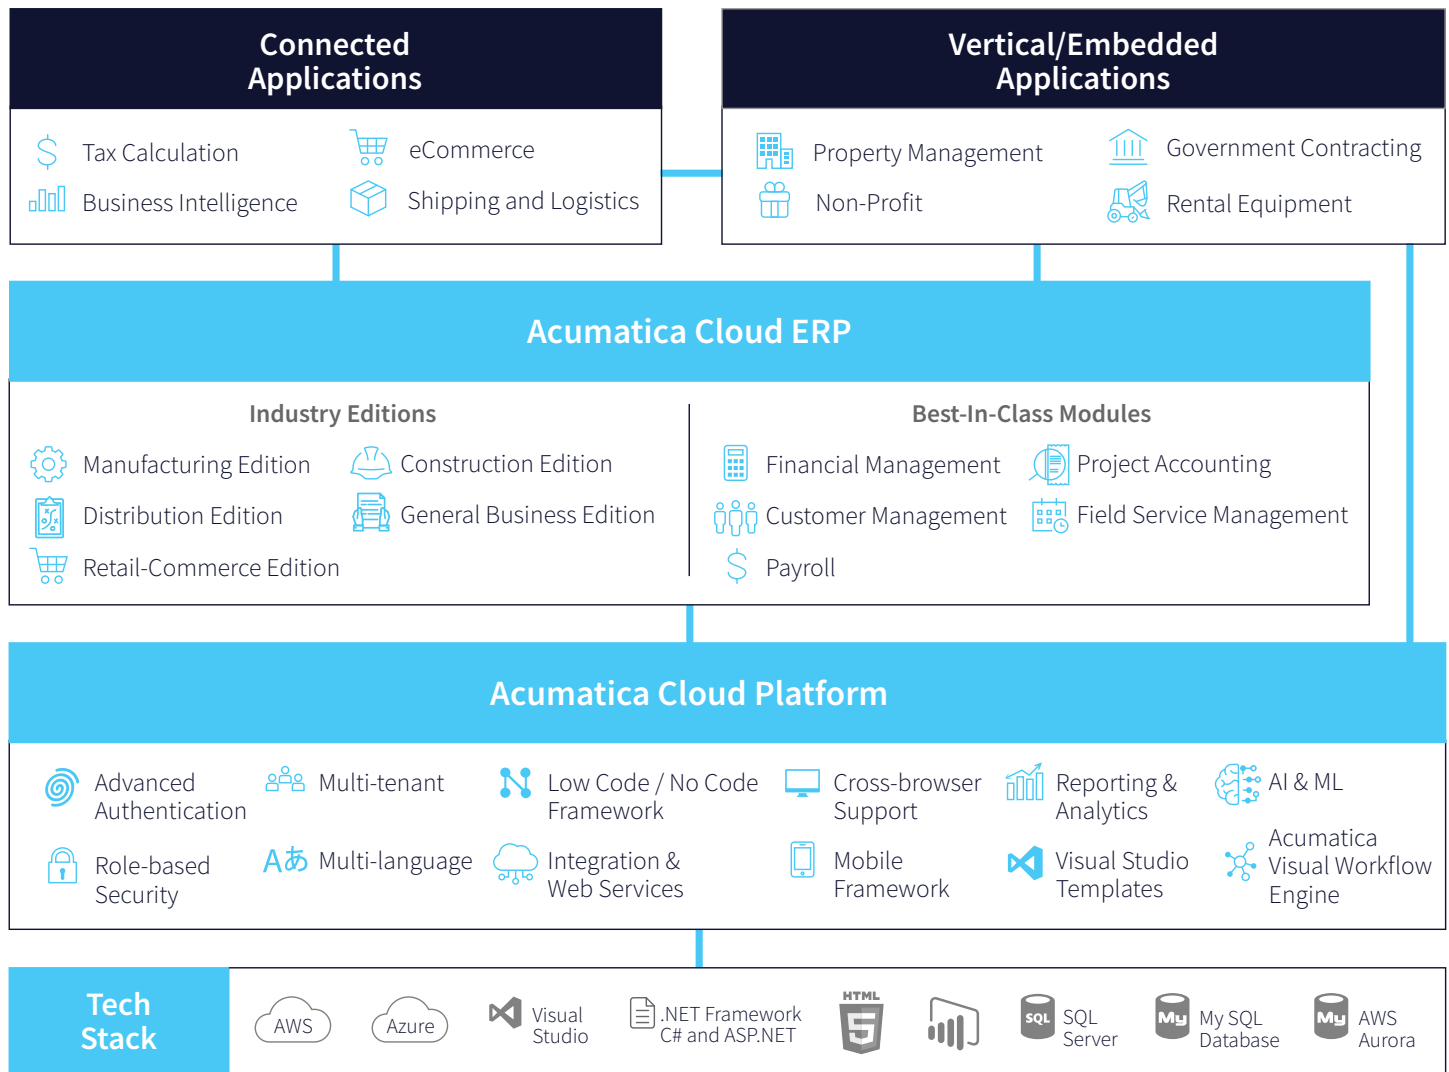 Connected
Applications
Tax Calculation
eCommerce
Business Intelligence
Shipping and Logistics
Vertical/Embedded
Applications
Property Management
Government Contracting
Non-Profit
Rental Equipment
Acumatica Cloud ERP
Industry Editions
Manufacturing Edition
Construction Edition
Distribution Edition
General Business Edition
Retail-Commerce Edition
Best-In-Class Modules
Financial Management
Project Accounting
Customer Management
Field Service Management
Payroll
Acumatica Cloud Platform
Advanced
Authentication
Multi-tenant
Low Code / No Code
Framework
Cross-browser
Support
Reporting &
Analytics
AI & ML
Role-based
Security
Aあ
Multi-language
Integration &
Web Services
Mobile
Framework
Visual Studio
Templates
Acumatica
Visual Workflow
Engine
Tech
Stack
AWS
Azure
Visual
Studio
.NET Framework
C# and ASP.NET
HTML
5
SQL
SQL
Server
My
My SQL
Database
My
AWS
Aurora